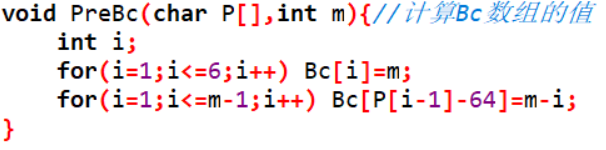 void PreBc(char P[],int m){//计算Bc数组的值
    int i;
    for(i=1;i<=6;i++) Bc[i]=m;
    for(i=1;i<=m-1;i++) Bc[P[i-1]-64]=m-i;
}